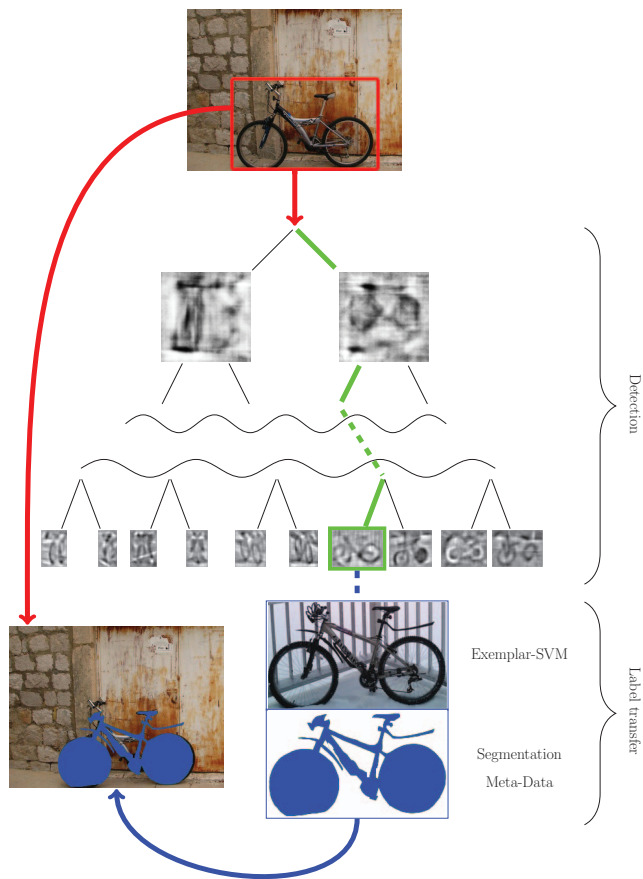 Detection
Exemplar-SVM
Segmentation
Meta-Data
Label transfer